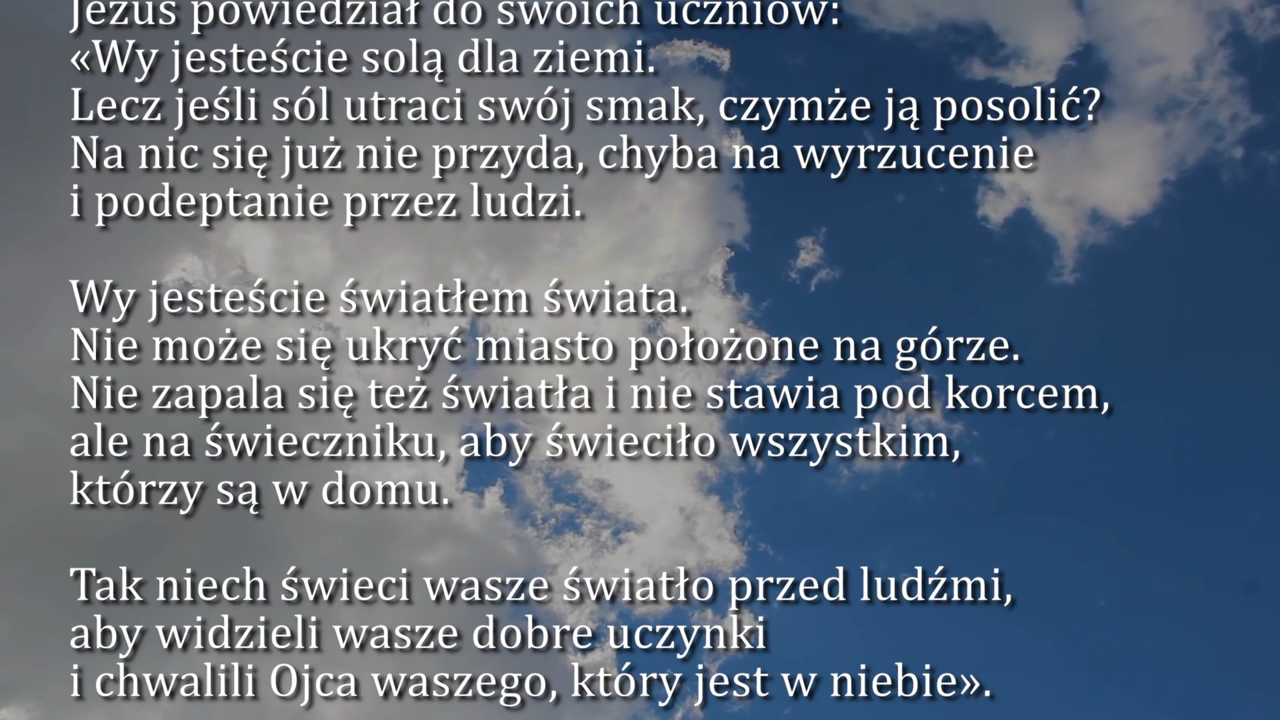 Jezus powiedział do swoich uczniów:
«Wy jesteście solą dla ziemi.
Lecz jeśli sól utraci swój smak, czymże ją posolić?
Na nic się już nie przyda, chyba na wyrzucenie
i podeptanie przez ludzi.
Wy jesteście światłem świata.
Nie może się ukryć miasto położone na górze.
Nie zapala się też światła i nie stawia pod korcem,
ale na świeczniku, aby świeciło wszystkim,
którzy są w domu.
Tak niech świeci wasze światło przed ludźmi,
aby widzieli wasze dobre uczynki
i chwalili Ojca waszego, który jest w niebie».